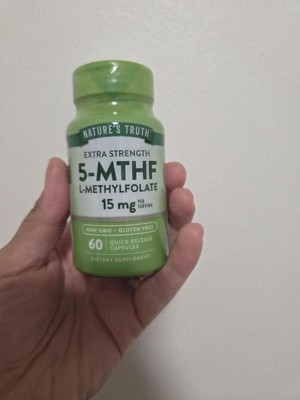 NATURE'S TRUTH
EXTRA STRENGTH
5-MTHF
L-METHYLFOLATE
15 mg PER SERVING
NON-GMO • GLUTEN FREE
60 QUICK RELEASE CAPSULES
DIETARY SUPPLEMENT